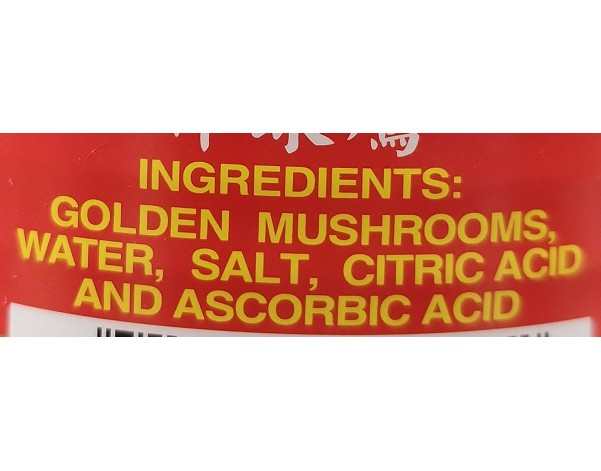 INGREDIENTS:
GOLDEN MUSHROOMS,
WATER, SALT, CITRIC ACID
AND ASCORBIC ACID